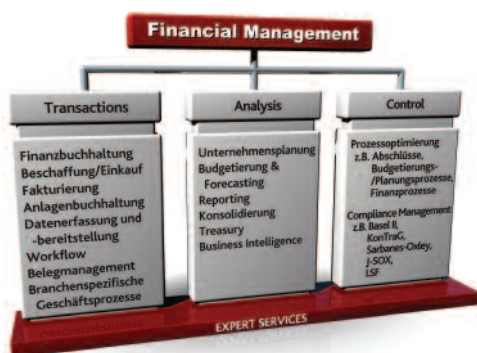 Financial Management
Transactions
Finanzbuchhaltung
Beschaffung/Einkauf
Fakturierung
Anlagenbuchhaltung
Datenerfassung und
-bereitstellung
Workflow
Belegmanagement
Branchenspezifische
Geschäftsprozesse
Analysis
Unternehmensplanung
Budgetierung &
Forecasting
Reporting
Konsolidierung
Treasury
Business Intelligence
Control
Prozessoptimierung
z.B. Abschlüsse,
Budgetierungs-
/Planungsprozesse,
Finanzprozesse
Compliance Management
z.B. Basel II,
KonTraG,
Sarbanes-Oxley,
J-SOX,
LSF
EXPERT SERVICES